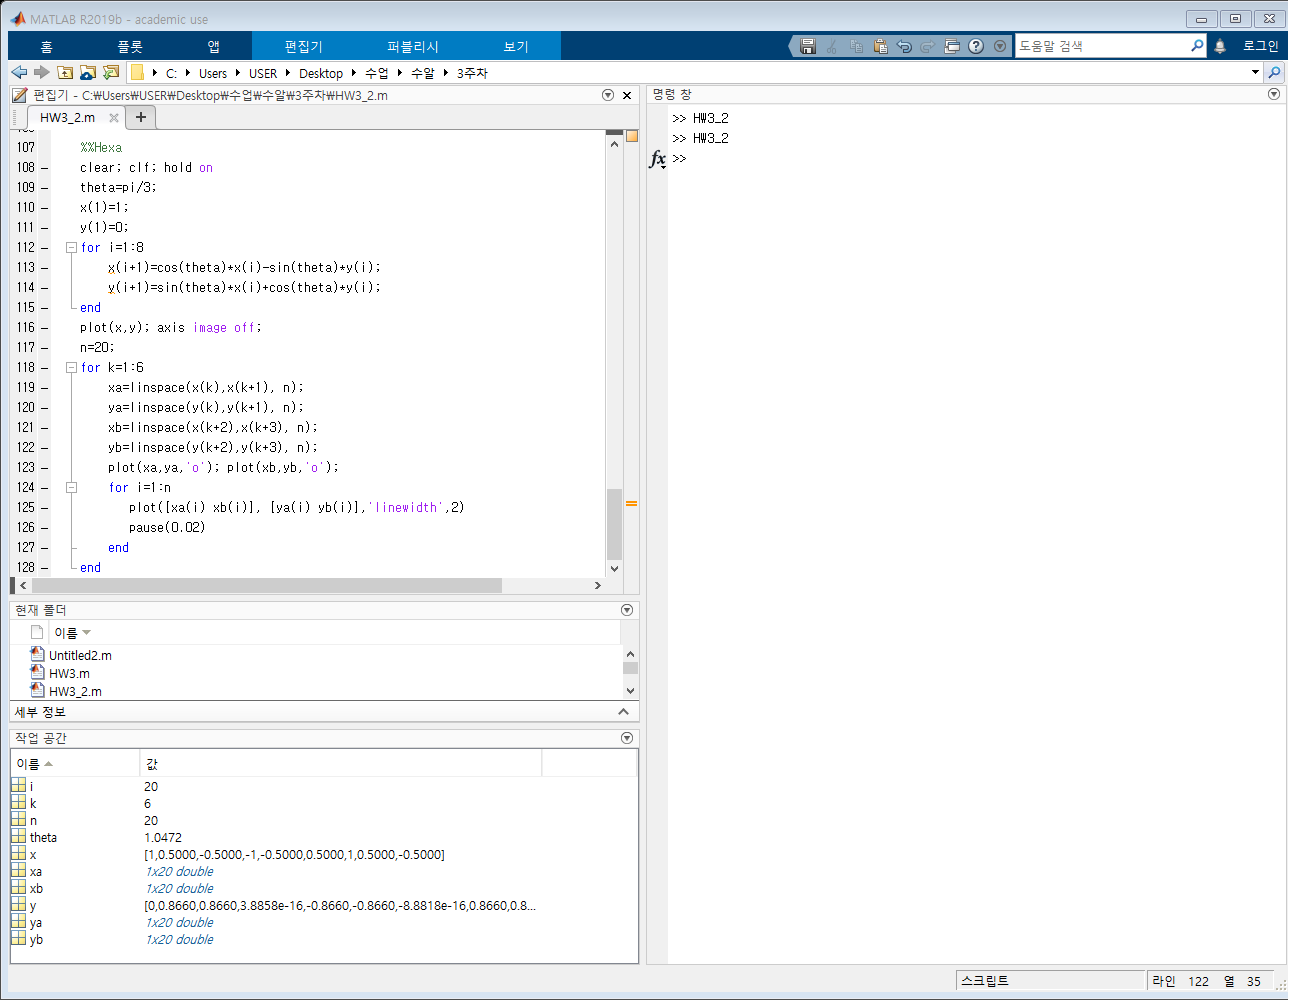 MATLAB R2019b - academic use
홈 플롯 앱 편집기 퍼블리시 보기 도움말 검색 로그인
C: Users USER Desktop 수업 수알 3주차
편집기 - C:₩Users₩USER₩Desktop₩수업₩수알₩3주차₩HW3_2.m
HW3_2.m
107 %%Hexa
108 – clear; clf; hold on
109 – theta=pi/3;
110 – x(1)=1;
111 – y(1)=0;
112 – for i=1:8
113 – x(i+1)=cos(theta)*x(i)-sin(theta)*y(i);
114 – y(i+1)=sin(theta)*x(i)+cos(theta)*y(i);
115 – end
116 – plot(x,y); axis image off;
117 – n=20;
118 – for k=1:6
119 – xa=linspace(x(k),x(k+1), n);
120 – ya=linspace(y(k),y(k+1), n);
121 – xb=linspace(x(k+2),x(k+3), n);
122 – yb=linspace(y(k+2),y(k+3), n);
123 – plot(xa,ya,'o'); plot(xb,yb,'o');
124 – for i=1:n
125 – plot([xa(i) xb(i)], [ya(i) yb(i)],'linewidth',2)
126 – pause(0.02)
127 – end
128 – end
현재 폴더
이름
Untitled2.m
HW3.m
HW3_2.m
세부 정보
작업 공간
이름 값
i 20
k 6
n 20
theta 1.0472
x [1,0.5000,-0.5000,-1,-0.5000,0.5000,1,0.5000,-0.5000]
xa 1x20 double
xb 1x20 double
y [0,0.8660,0.8660,3.8858e-16,-0.8660,-0.8660,-8.8818e-16,0.8660,0.8...
ya 1x20 double
yb 1x20 double
명령 창
>> HW3_2
>> HW3_2
fx >>
스크립트 라인 122 열 35